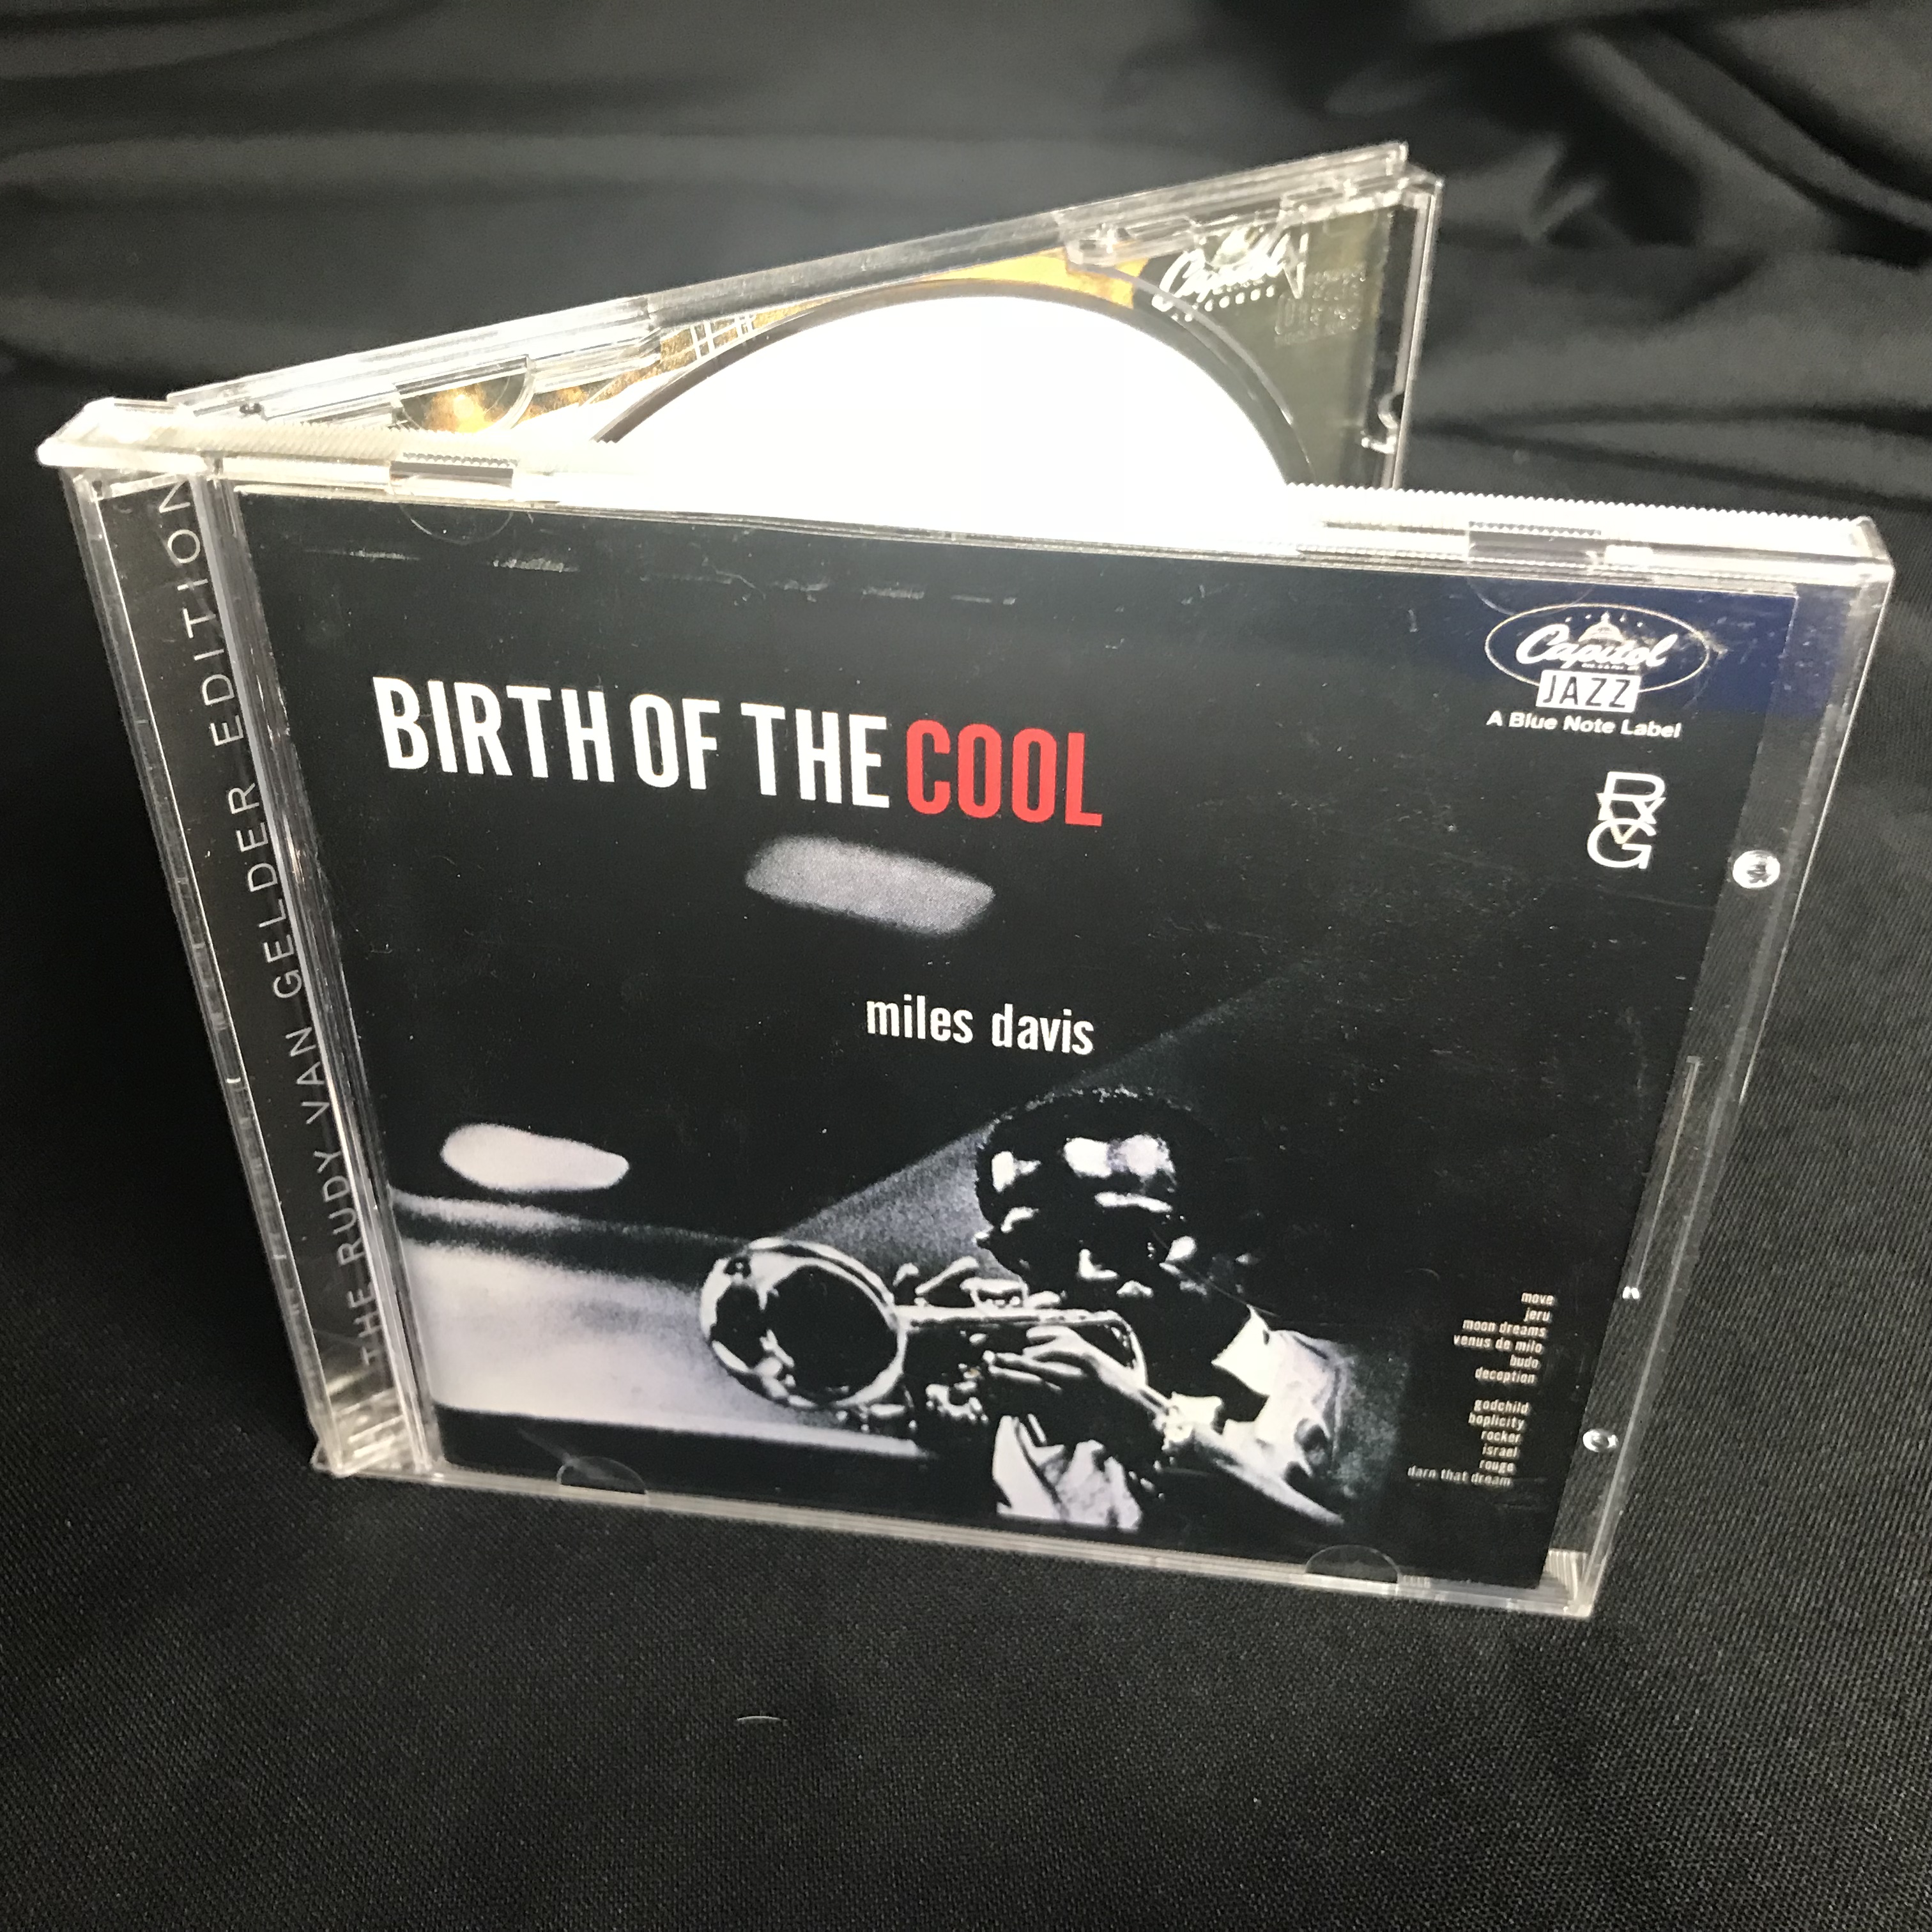 Capitol
BIRTH OF THE COOL
Capitol
JAZZ
A Blue Note Label
RVG
miles davis
move
jeru
moon dreams
venus de milo
budo
deception
godchild
boplicity
rocker
israel
rouge
darn that dream
THE RUDY VAN GELDER EDITION